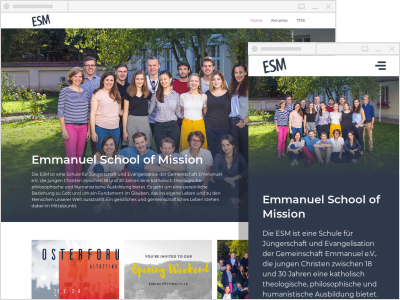 ESM
Home Aktuelles
Emmanuel School of Mission
Die ESM ist eine Schule für Jüngerschaft und Evangelisation der Gemeinschaft Emmanuel
e.V., die jungen Christen zwischen 18 und 30 Jahren eine katholisch theologische,
philosophische und humanistische Ausbildung bietet. Es geht um eine persönliche
Beziehung zu Gott und um ein Fundament im Glauben, das ins eigene Leben und zu den
Menschen unserer Welt ausstrahlt. Ein geistliches und gemeinschaftliches Leben stehen
dabei im Mittelpunkt.
OSTERFORU
ALTÖTTING
YOU'RE INVITED TO OUR
Opening Weekend
ESM
Emmanuel School of
Mission
Die ESM ist eine Schule für
Jüngerschaft und Evangelisation
der Gemeinschaft Emmanuel e.V.,
die jungen Christen zwischen 18
und 30 Jahren eine katholisch
theologische, philosophische und
humanistische Ausbildung bietet